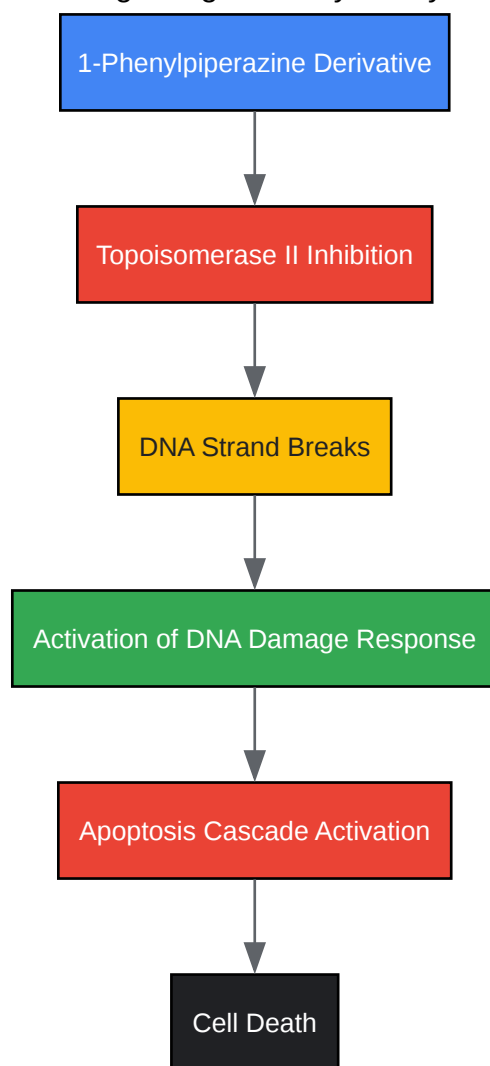 1-Phenylpiperazine Derivative
Topoisomerase II Inhibition
DNA Strand Breaks
Activation of DNA Damage Response
Apoptosis Cascade Activation
Cell Death